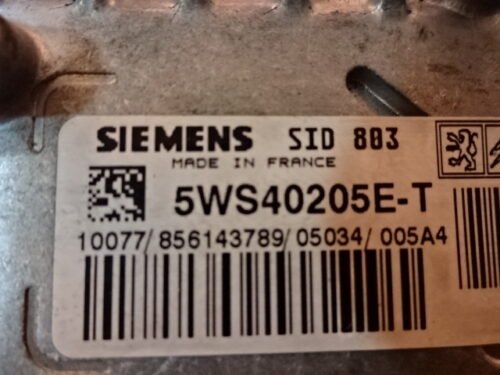 SIEMENS SID 803
MADE IN FRANCE
5WS40205E-T
10077/856143789/05034/005A4